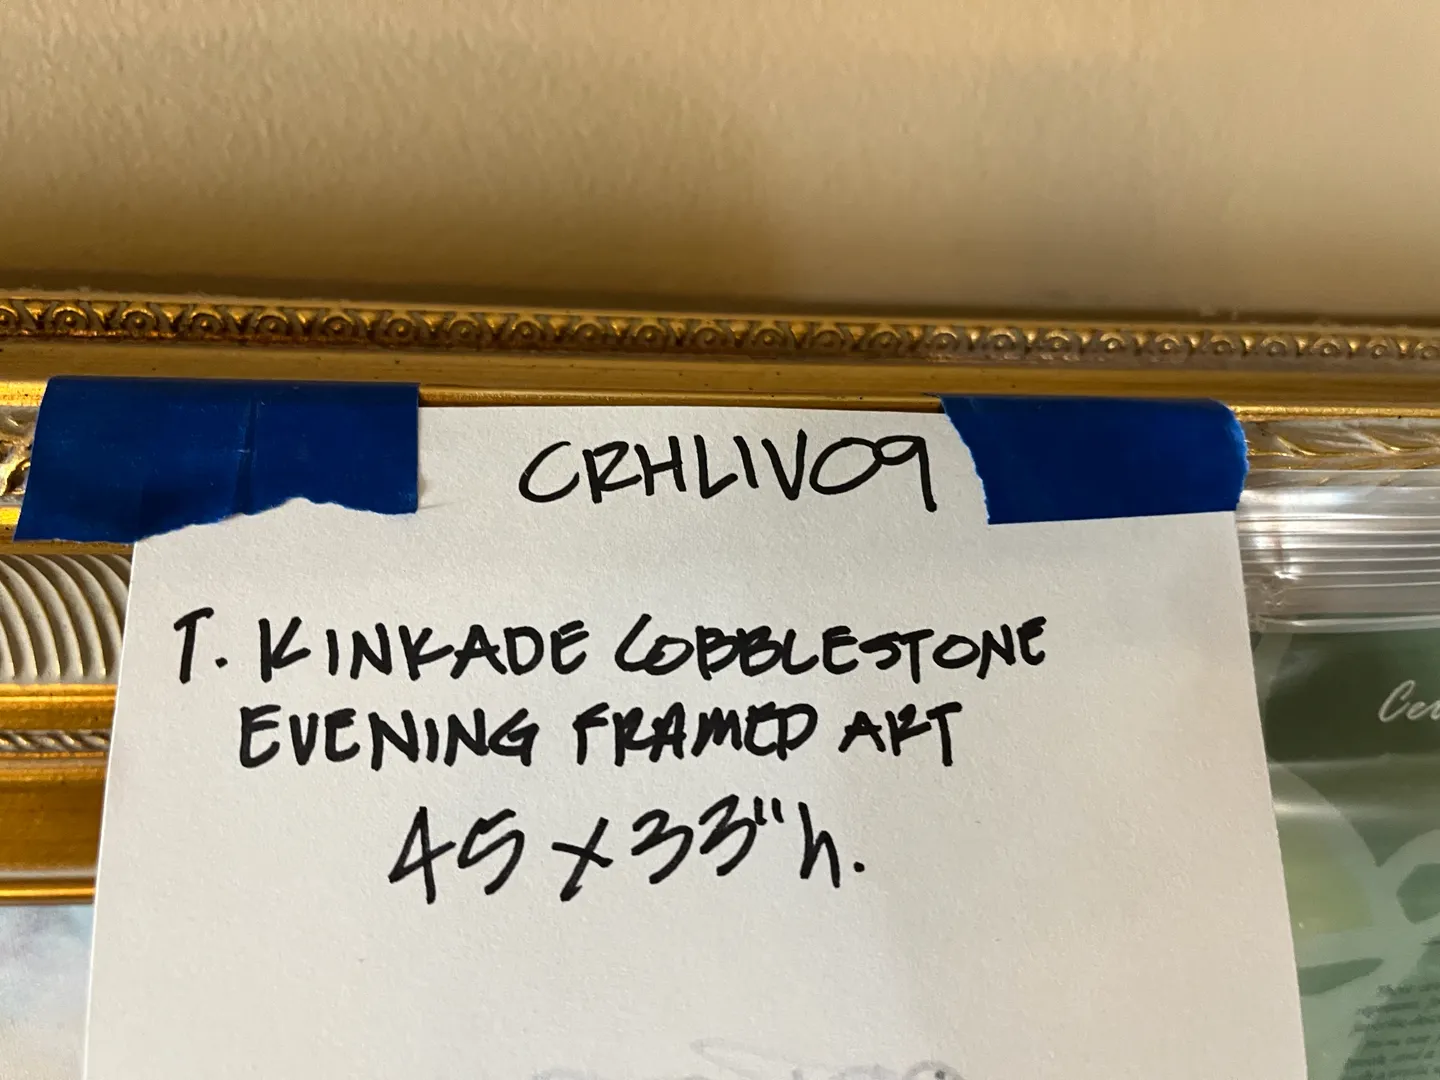 CRHLIV09
T. KINKADE COBBLESTONE
EVENING FRAMED ART
45 x 33" h.